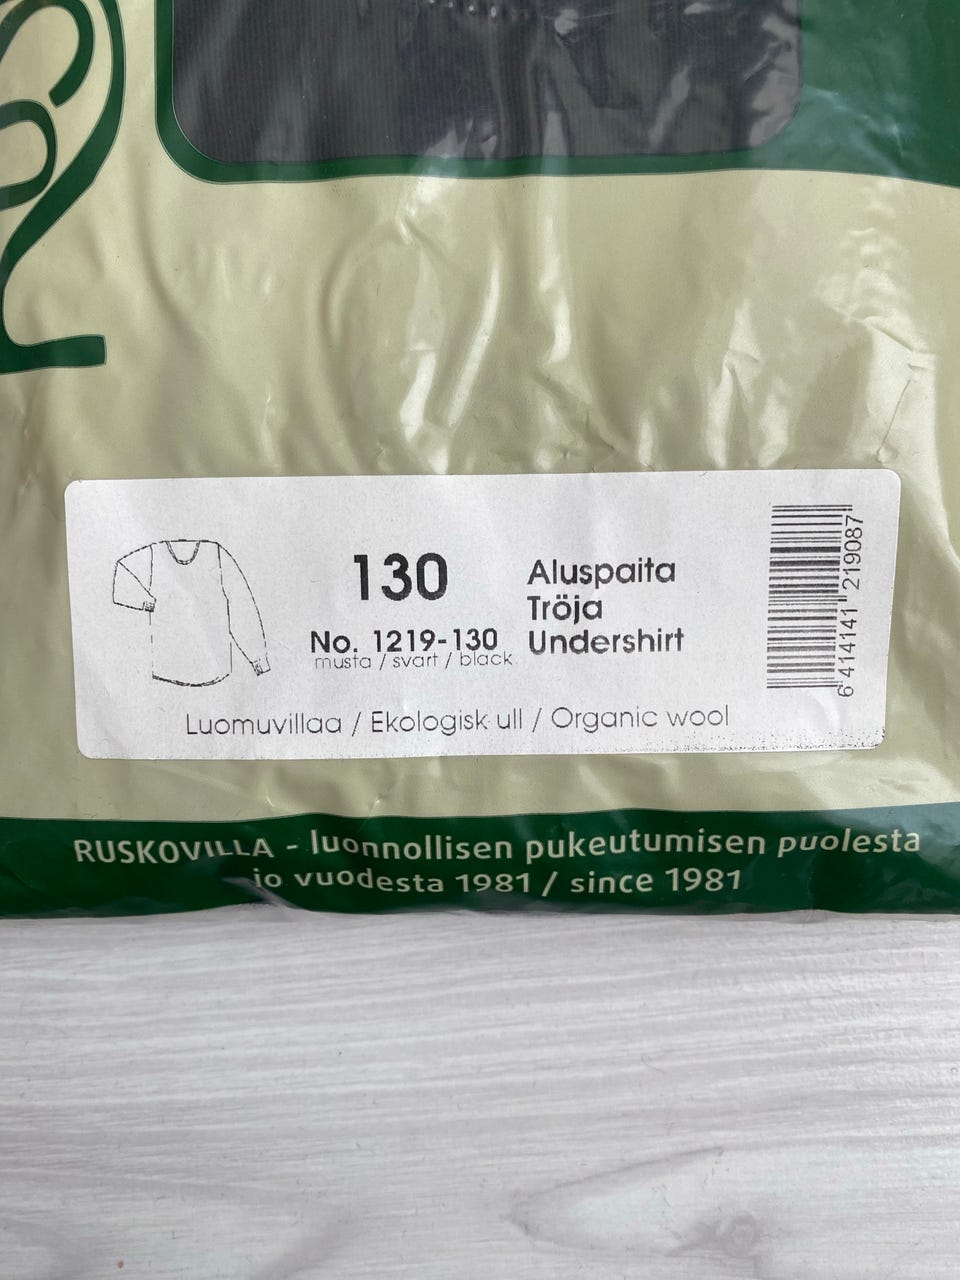 130
No. 1219-130
musta / svart / black
Aluspaita
Tröja
Undershirt
6 414141 219087
Luomuvillaa / Ekologisk ull / Organic wool
RUSKOVILLA - luonnollisen pukeutumisen puolesta
jo vuodesta 1981 / since 1981